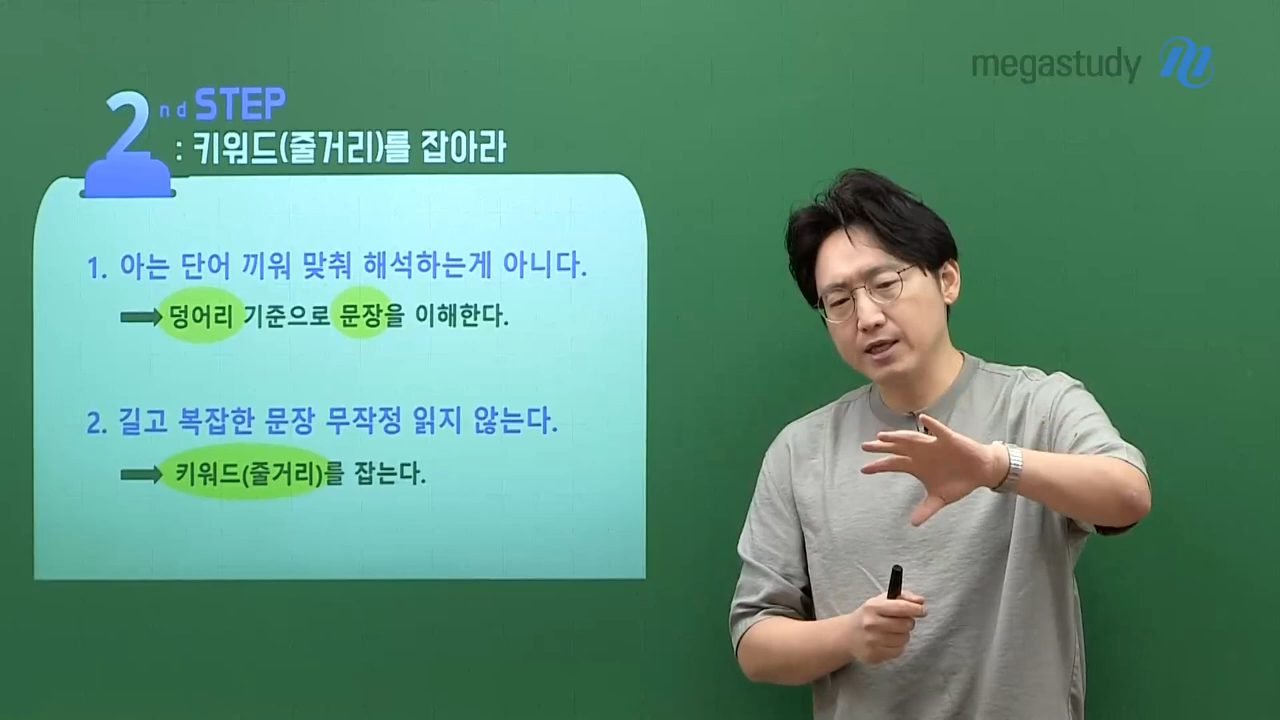 megastudy
2nd STEP
: 키워드(줄거리)를 잡아라
1. 아는 단어 끼워 맞춰 해석하는게 아니다.
덩어리 기준으로 문장을 이해한다.
2. 길고 복잡한 문장 무작정 읽지 않는다.
키워드(줄거리)를 잡는다.